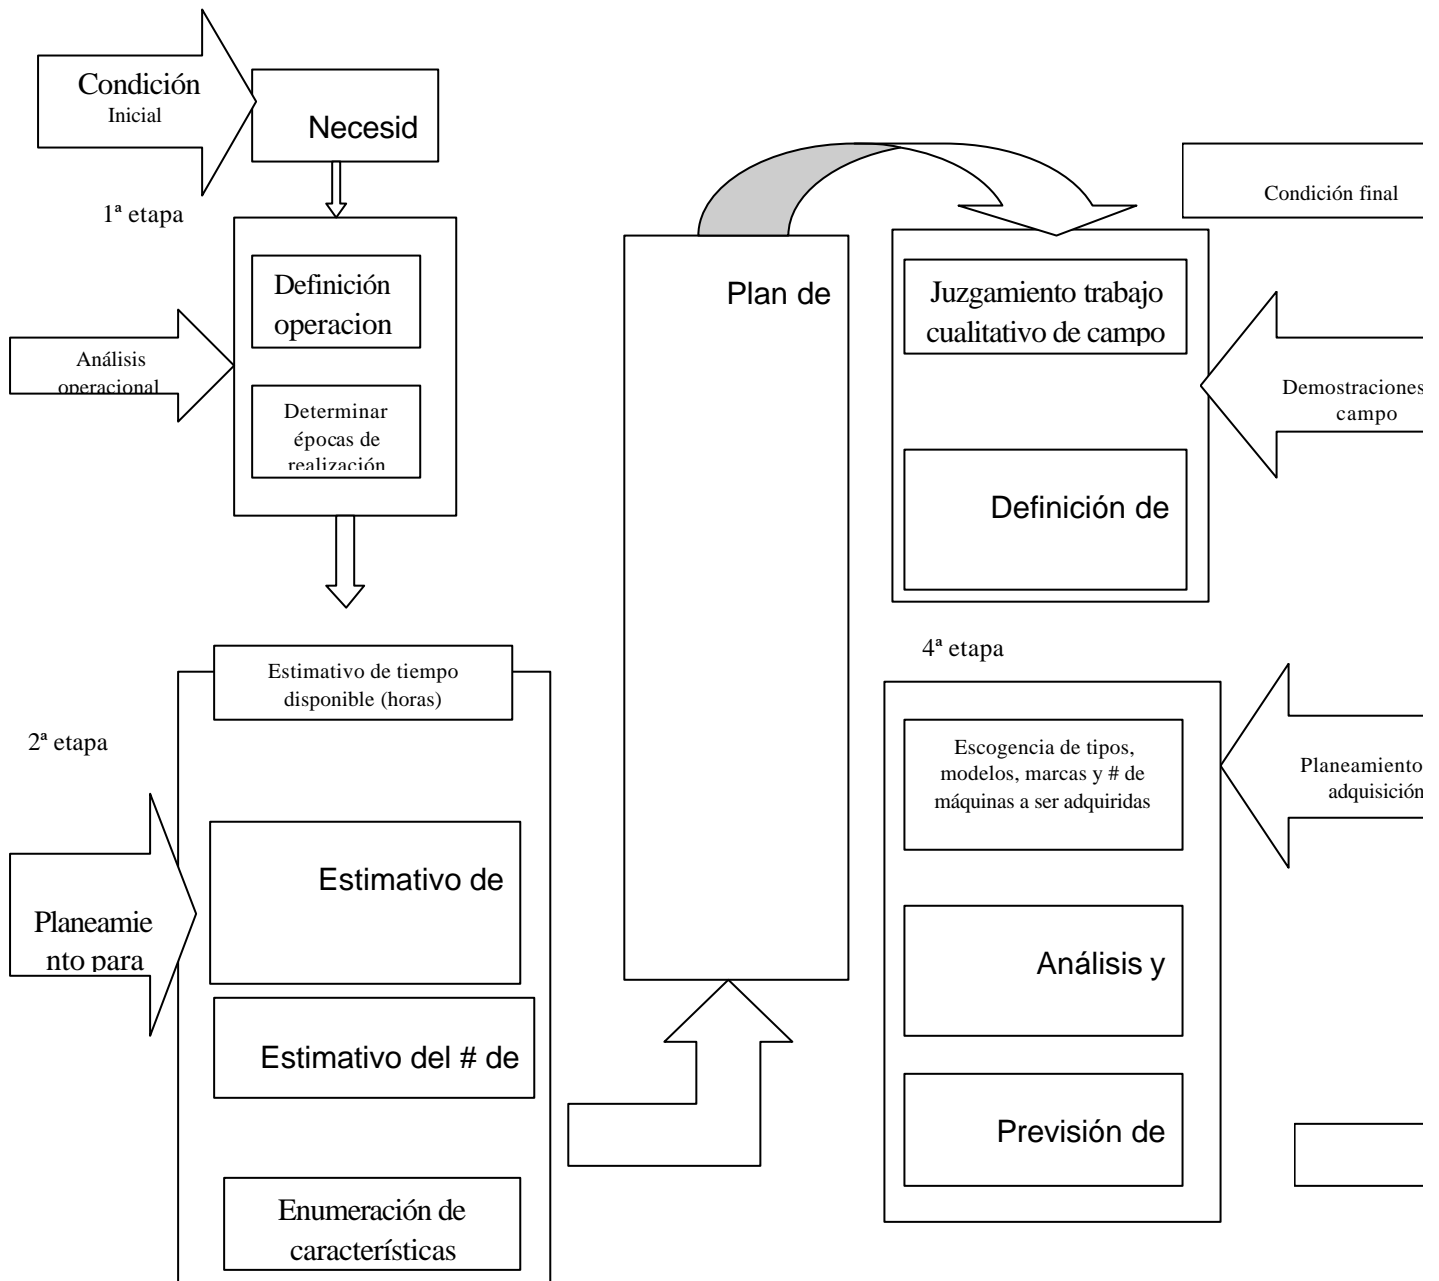 Condición
Inicial
Necesid
1ª etapa
Definición
operacion
Análisis
operacional
Determinar
épocas de
realización
Estimativo de tiempo
disponible (horas)
2ª etapa
Estimativo de
Planeamie
nto para
Estimativo del # de
Enumeración de
características
Plan de
Condición final
Juzgamiento trabajo
cualitativo de campo
Demostraciones
campo
Definición de
4ª etapa
Escogencia de tipos,
modelos, marcas y # de
máquinas a ser adquiridas
Planeamiento
adquisición
Análisis y
Previsión de